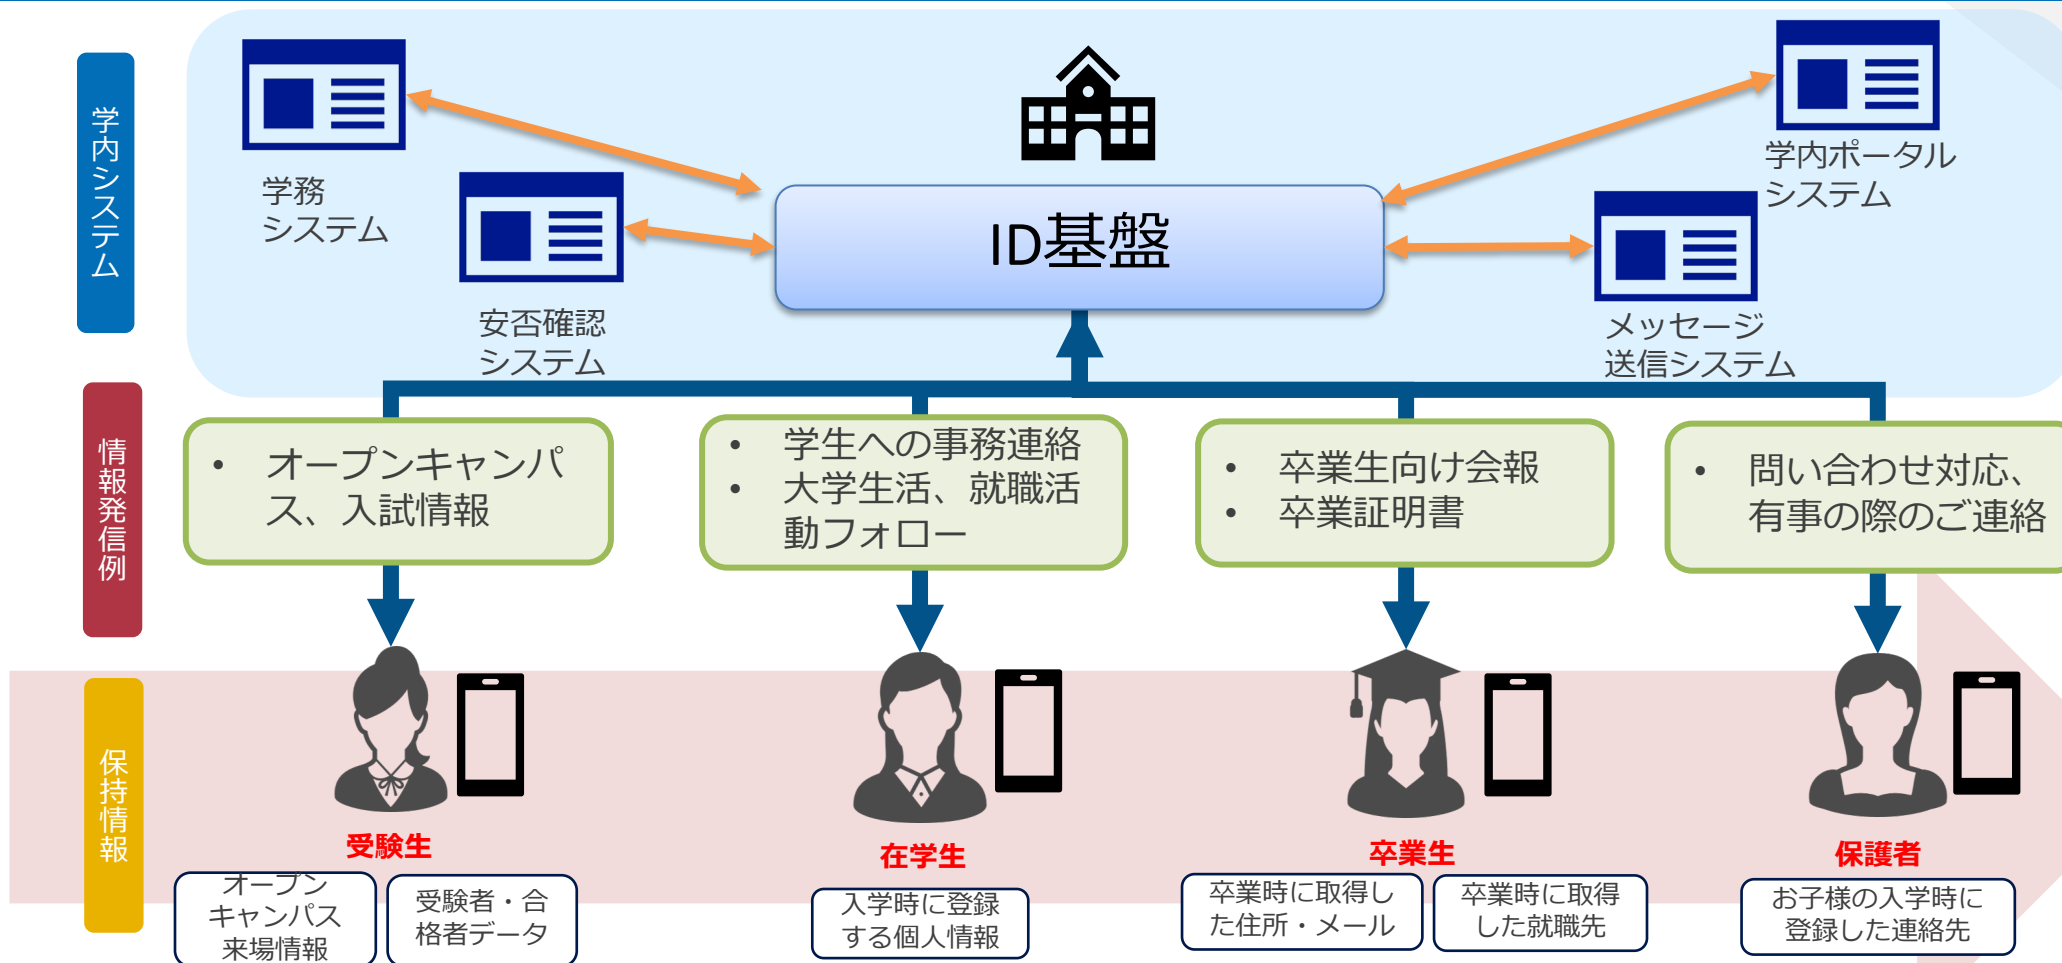 学内システム
学務
システム
安否確認
システム
ID基盤
学内ポータル
システム
メッセージ
送信システム
情報発信例
• オープンキャンパ
ス、入試情報
• 学生への事務連絡
• 大学生活、就職活
動フォロー
• 卒業生向け会報
• 卒業証明書
• 問い合わせ対応、
有事の際のご連絡
保持情報
受験生
在学生
卒業生
保護者
オープン
キャンパス
来場情報
受験者・合
格者データ
入学時に登録
する個人情報
卒業時に取得し
た住所・メール
卒業時に取得
した就職先
お子様の入学時に
登録した連絡先